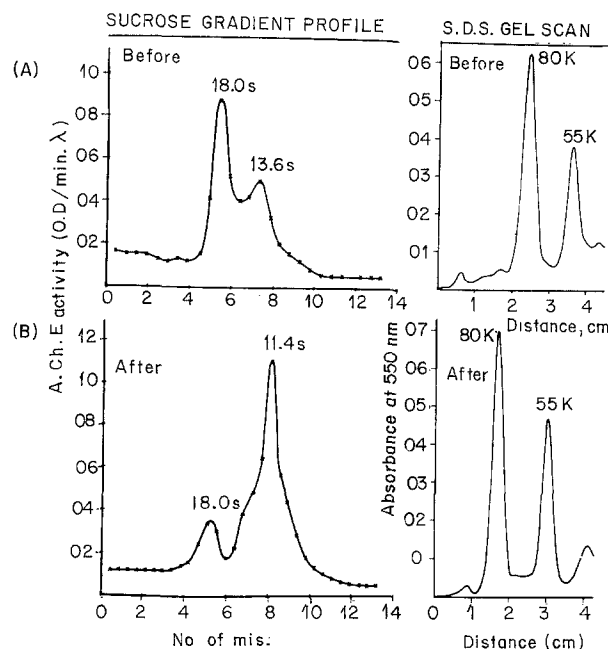 SUCROSE GRADIENT PROFILE
S.D.S. GEL SCAN
(A)
Before
18.0s
13.6s
10
08
06
04
02
0 2 4 6 8 10 12 14
Before
80K
55K
06
05
04
03
02
01
1 2 3 4
Distance, cm
A. Ch. E activity (O.D/min. λ)
(B)
After
18.0s
11.4s
12
10
08
06
04
02
0 2 4 6 8 10 12 14
No of mis.
Absorbance at 550 nm
After
80K
55K
07
06
05
04
03
02
0
0 1 2 3 4
Distance (cm)